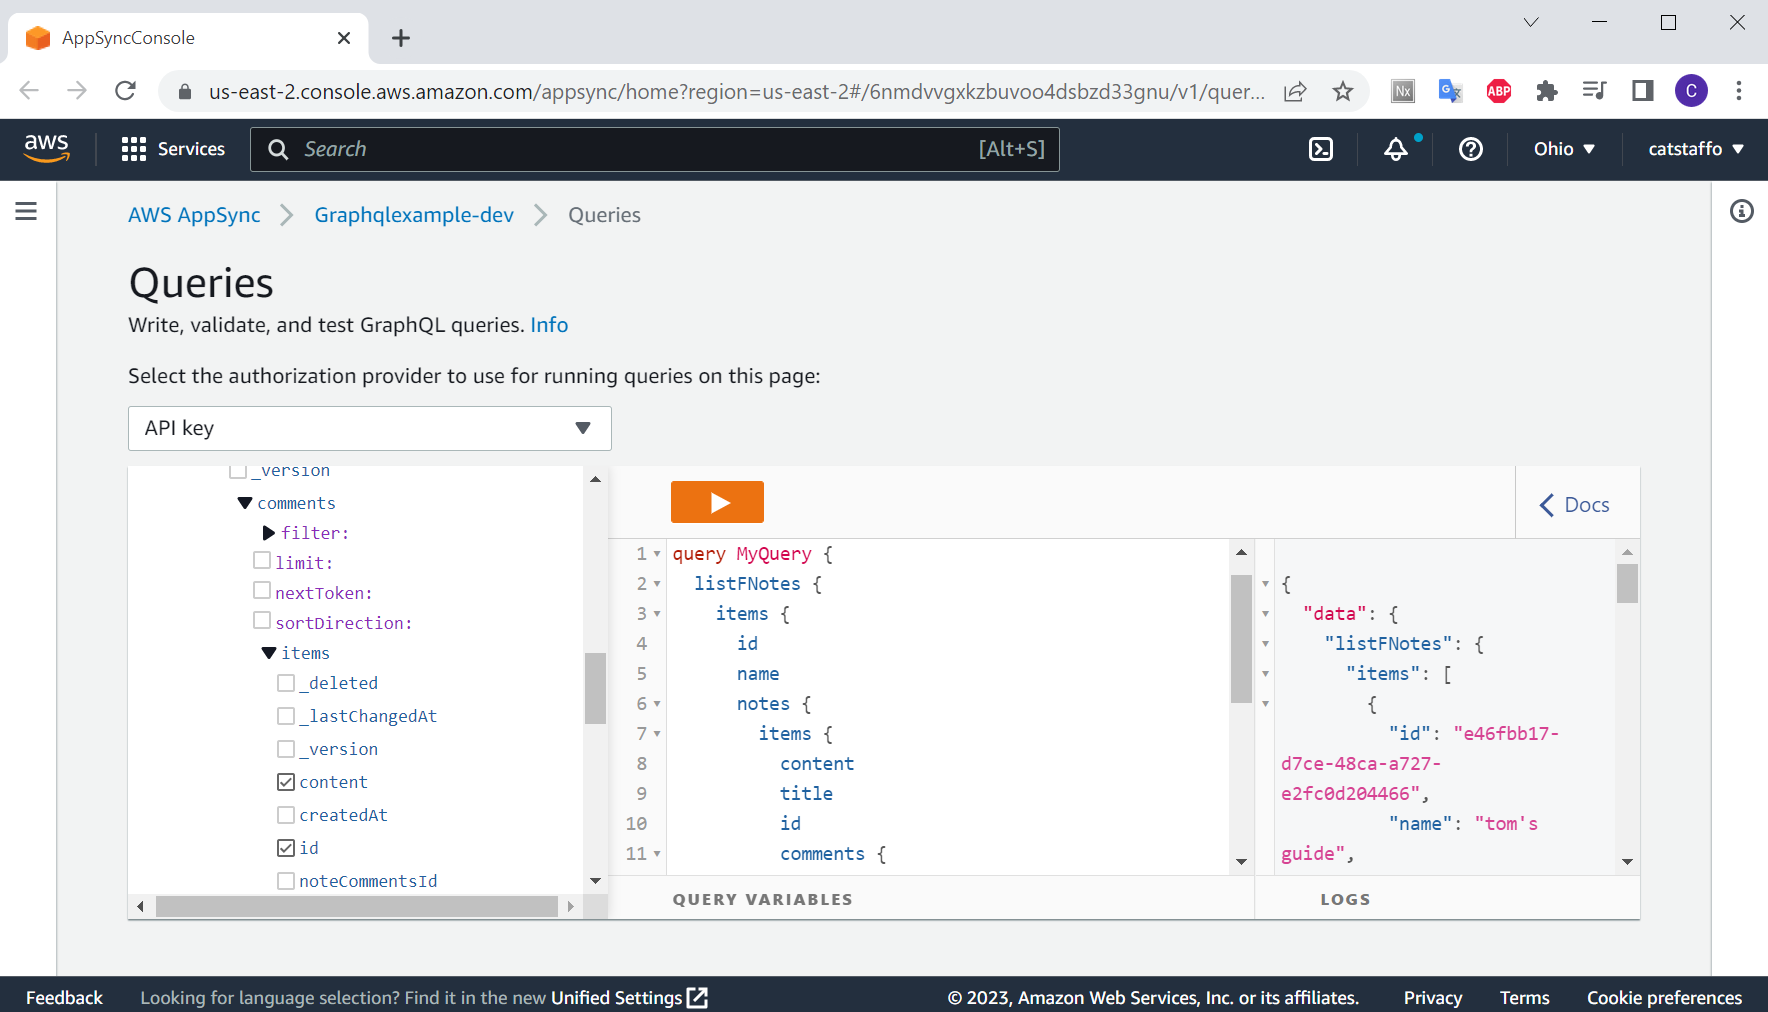 AppSyncConsole
us-east-2.console.aws.amazon.com/appsync/home?region=us-east-2#/6nmdvvgxkzbuvoo4dsbzd33gnu/v1/quer...
Nx
G
ABP
C
aws
Services
Search
[Alt+S]
Ohio
catstaffo
AWS AppSync
Graphqlexample-dev
Queries
Queries
Write, validate, and test GraphQL queries. Info
Select the authorization provider to use for running queries on this page:
API key
_version
comments
filter:
limit:
nextToken:
sortDirection:
items
_deleted
_lastChangedAt
_version
content
createdAt
id
noteCommentsId
Docs
1 query MyQuery {
2 listFNotes {
3 items {
4 id
5 name
6 notes {
7 items {
8 content
9 title
10 id
11 comments {
QUERY VARIABLES
{
"data": {
"listFNotes": {
"items": [
{
"id": "e46fbb17-
d7ce-48ca-a727-
e2fc0d204466",
"name": "tom's
guide",
LOGS
Feedback
Looking for language selection? Find it in the new Unified Settings
© 2023, Amazon Web Services, Inc. or its affiliates.
Privacy
Terms
Cookie preferences